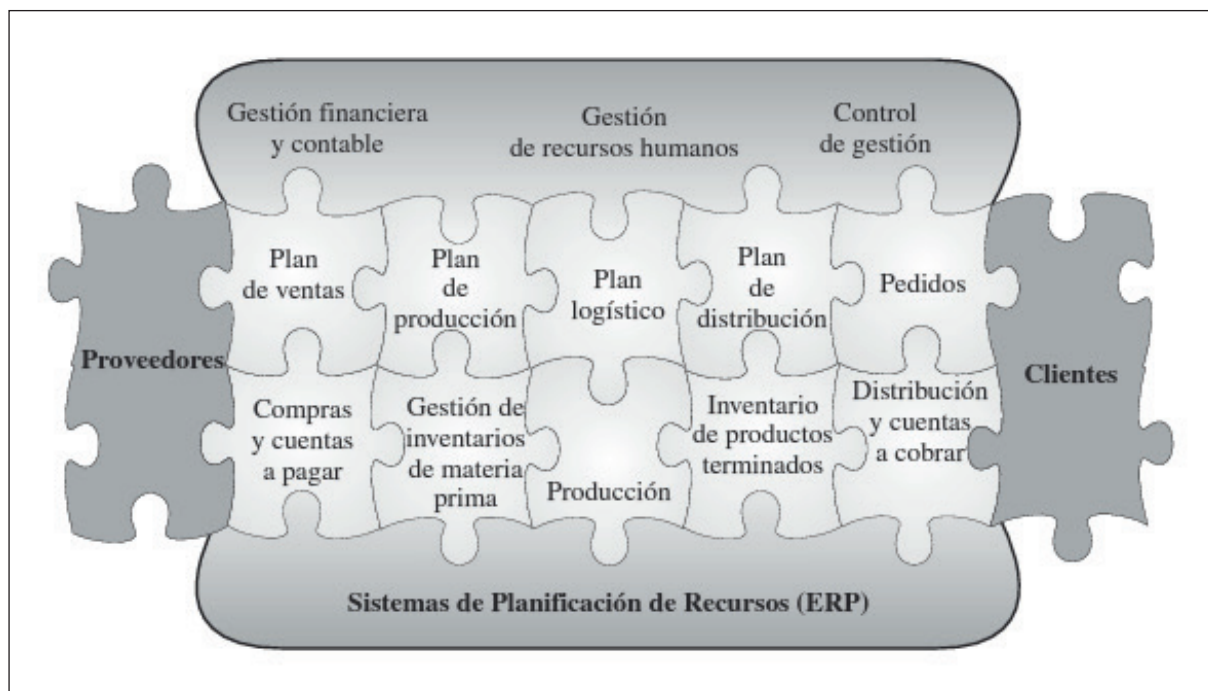 Gestión financiera
y contable
Gestión
de recursos humanos
Control
de gestión
Proveedores
Plan
de ventas
Plan
de
producción
Plan
logístico
Plan
de
distribución
Pedidos
Clientes
Compras
y cuentas
a pagar
Gestión de
inventarios
de materia
prima
Producción
Inventario
de productos
terminados
Distribución
y cuentas
a cobrar
Sistemas de Planificación de Recursos (ERP)